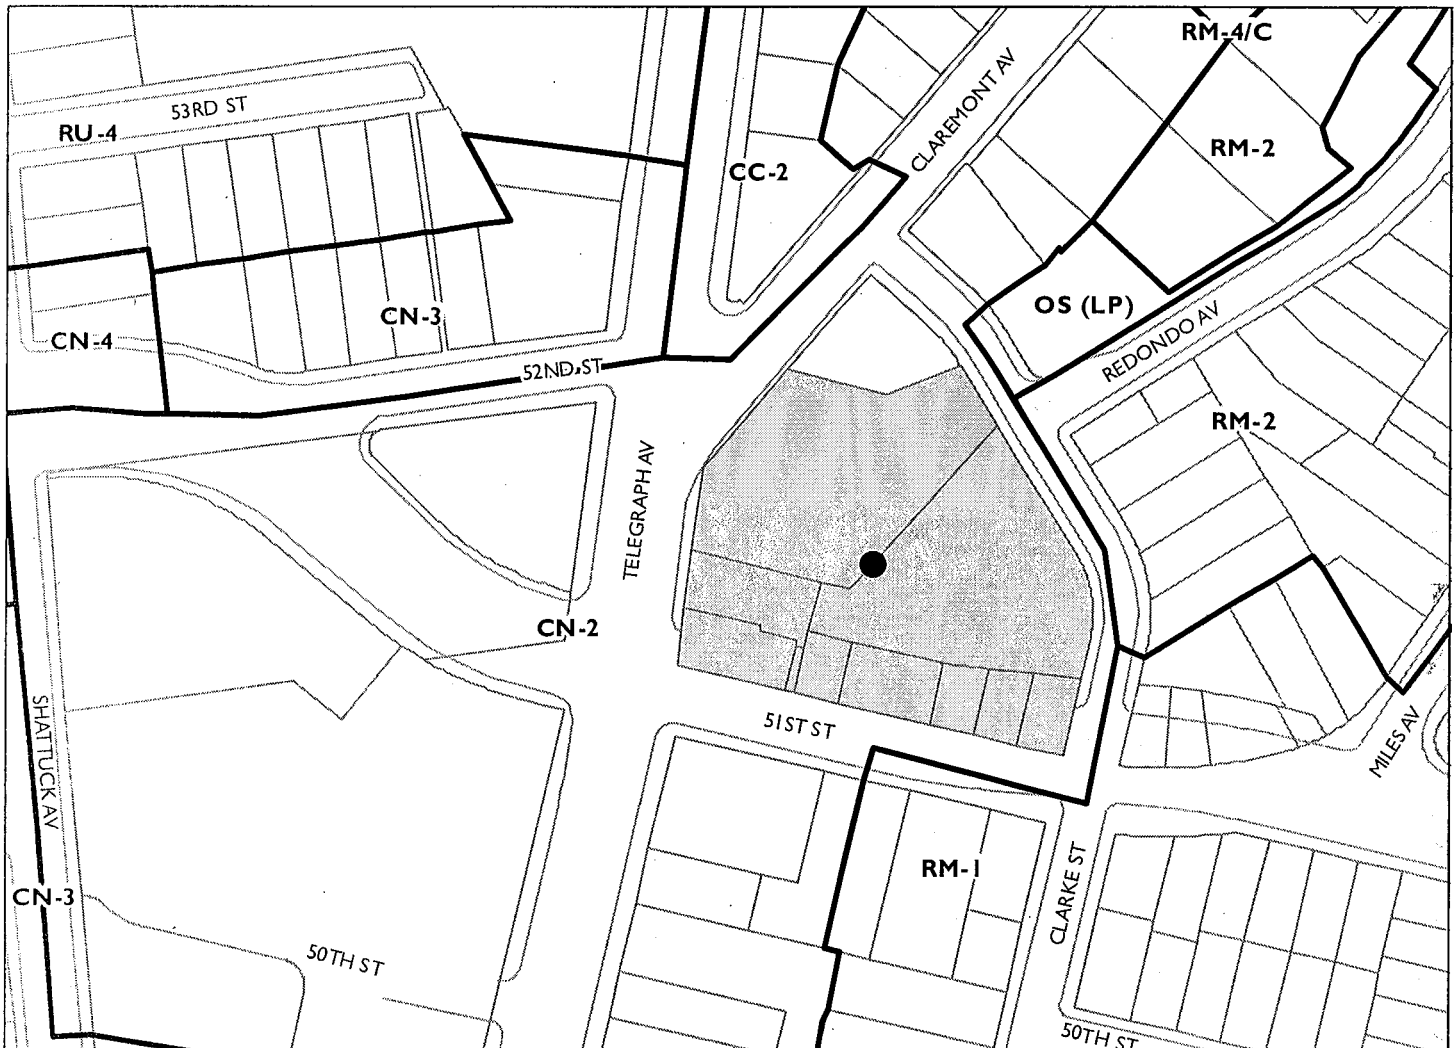 RM-4/C
CLAREMONT AV
53RD ST
RU-4
RM-2
CC-2
OS (LP)
CN-3
CN-4
REDONDO AV
52ND ST
RM-2
TELEGRAPH AV
CN-2
SHATTUCK AV
51ST ST
MILES AV
RM-1
CLARKE ST
CN-3
50TH ST
50TH ST